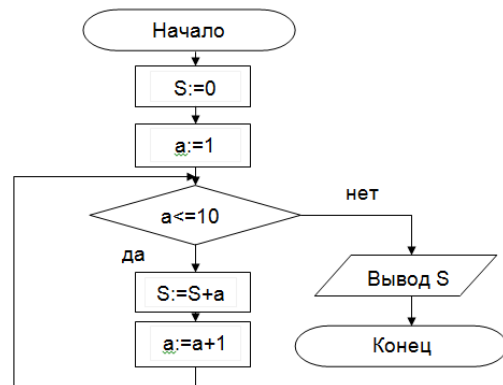 Начало
S:=0
a:=1
a<=10
нет
да
S:=S+a
Вывод S
a:=a+1
Конец